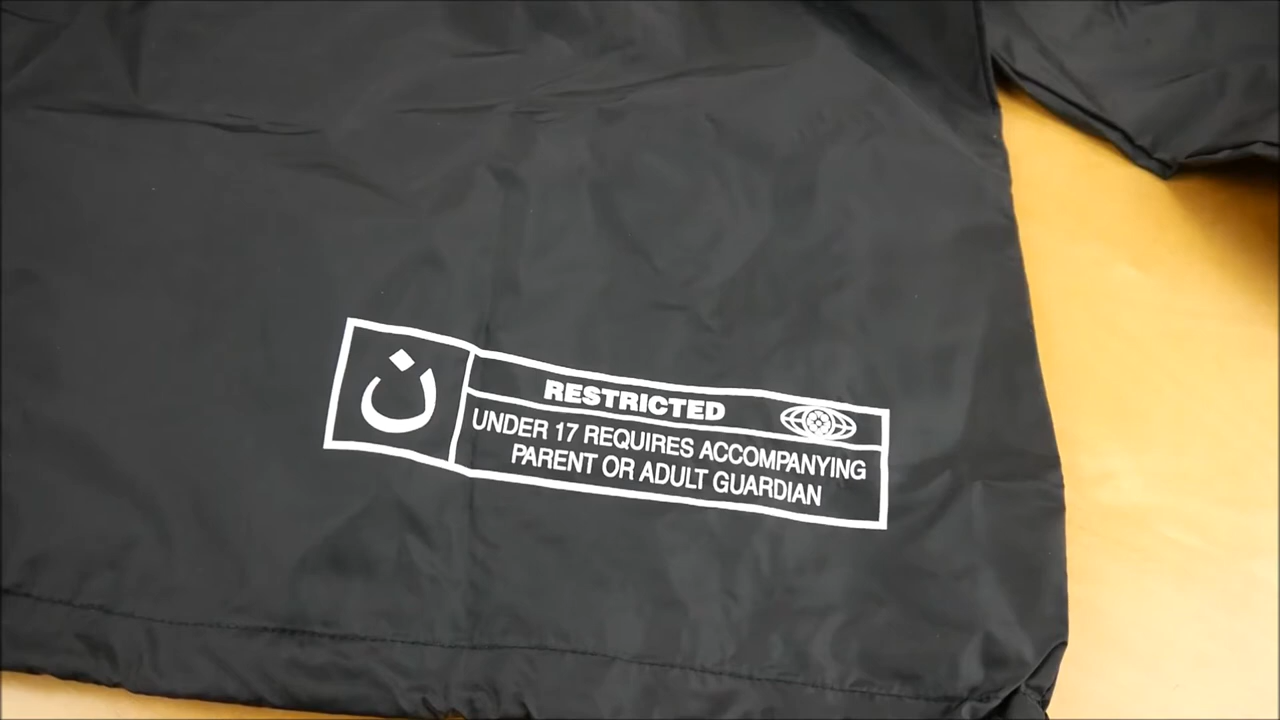 ن
RESTRICTED
UNDER 17 REQUIRES ACCOMPANYING
PARENT OR ADULT GUARDIAN